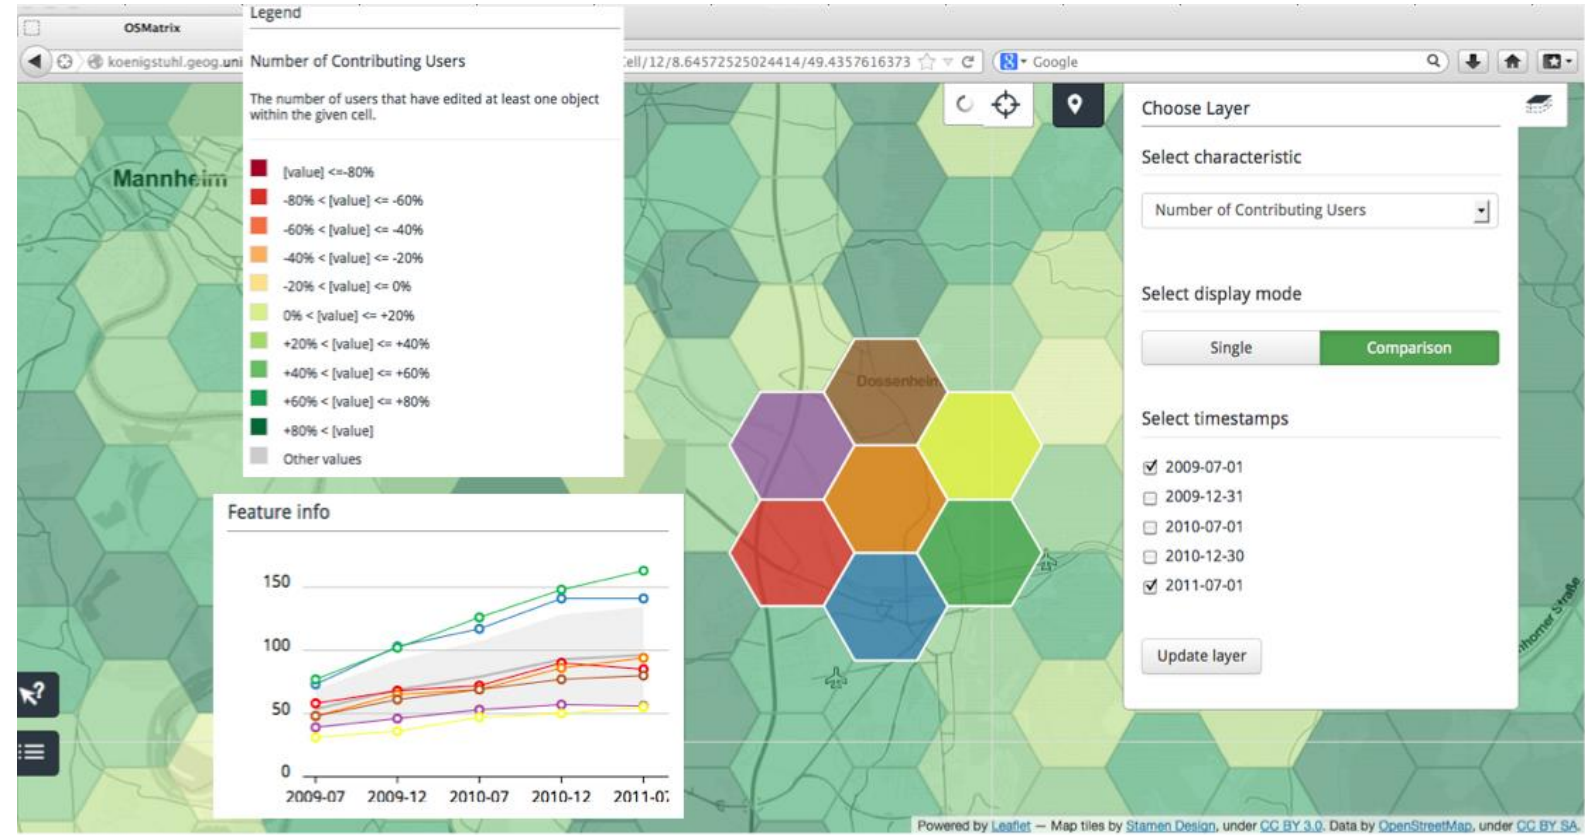 OSMatrix
koenigstuhl.geog.uni
ell/12/8.64572525024414/49.4357616373
Google
Legend
Number of Contributing Users
The number of users that have edited at least one object
within the given cell.
[value] <=-80%
-80% < [value] <= -60%
-60% < [value] <= -40%
-40% < [value] <= -20%
-20% < [value] <= 0%
0% < [value] <= +20%
+20% < [value] <= +40%
+40% < [value] <= +60%
+60% < [value] <= +80%
+80% < [value]
Other values
Mannheim
Dossenheim
Feature info
150
100
50
0
2009-07 2009-12 2010-07 2010-12 2011-07
Choose Layer
Select characteristic
Number of Contributing Users
Select display mode
Single Comparison
Select timestamps
2009-07-01
2009-12-31
2010-07-01
2010-12-30
2011-07-01
Update layer
Powered by Leaflet — Map tiles by Stamen Design, under CC BY 3.0. Data by OpenStreetMap, under CC BY SA.